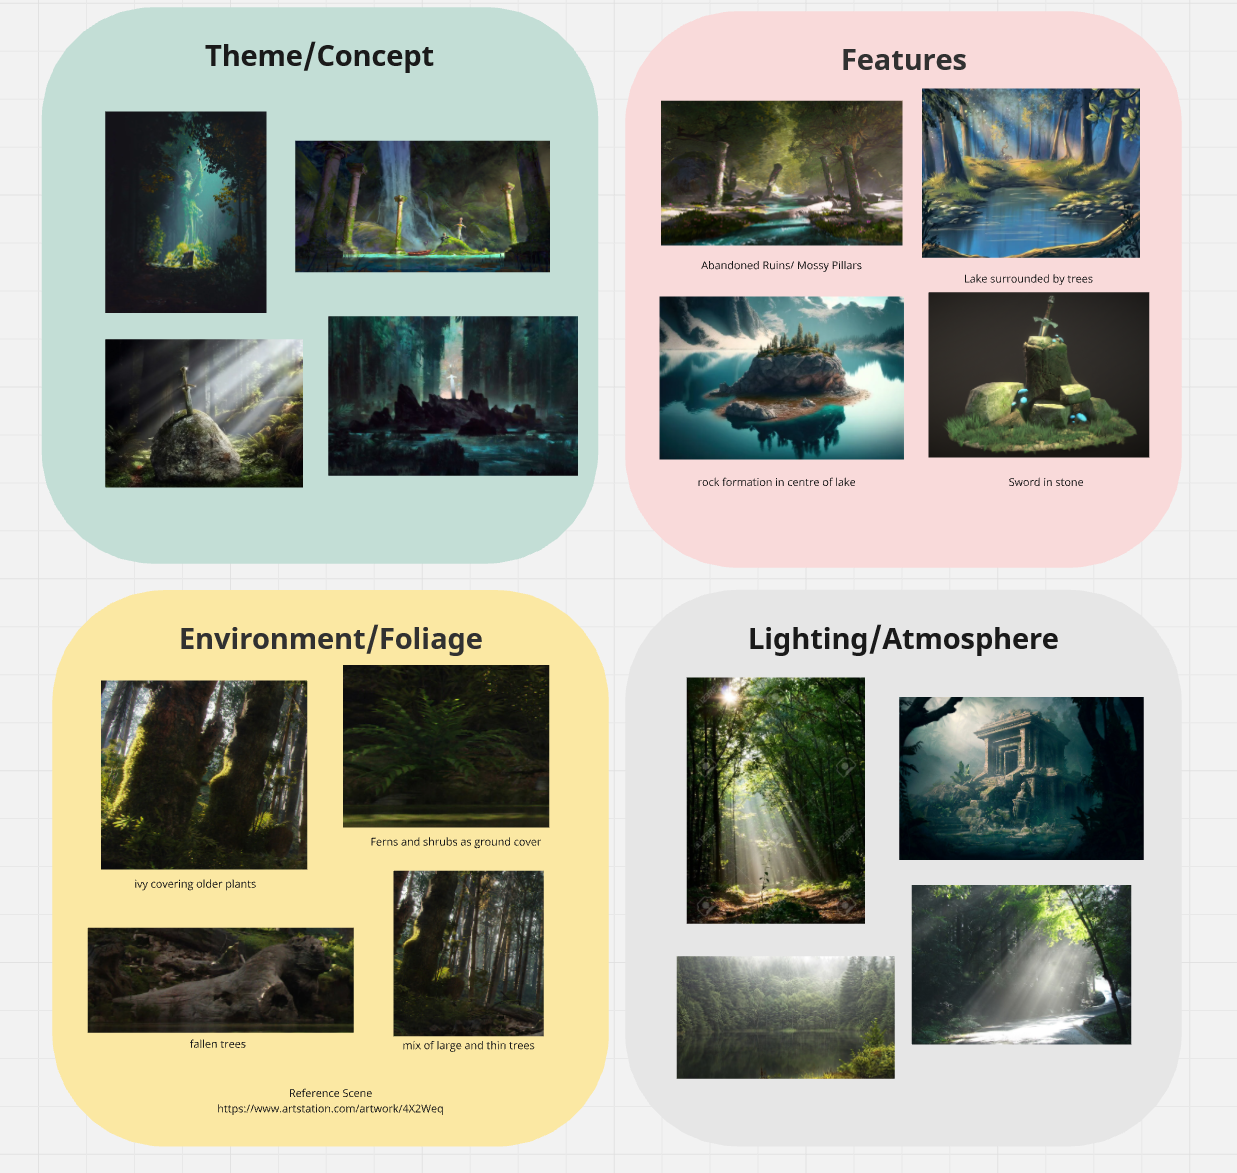 Theme/Concept
Features
Abandoned Ruins/ Mossy Pillars
Lake surrounded by trees
rock formation in centre of lake
Sword in stone
Environment/Foliage
Ferns and shrubs as ground cover
ivy covering older plants
fallen trees
mix of large and thin trees
Reference Scene
https://www.artstation.com/artwork/4X2Weq
Lighting/Atmosphere